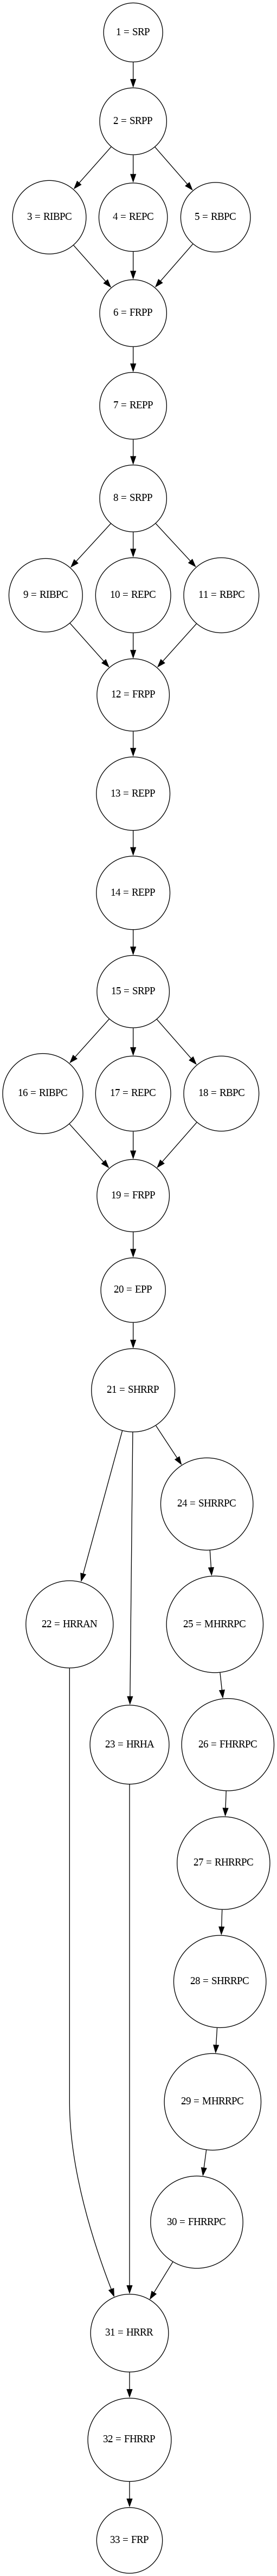 1 = SRP
2 = SRPP
3 = RIBPC
4 = REPC
5 = RBPC
6 = FRPP
7 = REPP
8 = SRPP
9 = RIBPC
10 = REPC
11 = RBPC
12 = FRPP
13 = REPP
14 = REPP
15 = SRPP
16 = RIBPC
17 = REPC
18 = RBPC
19 = FRPP
20 = EPP
21 = SHRRP
24 = SHRRPC
22 = HRRAN
25 = MHRRPC
23 = HRHA
26 = FHRRPC
27 = RHRRPC
28 = SHRRPC
29 = MHRRPC
30 = FHRRPC
31 = HRRR
32 = FHRRP
33 = FRP